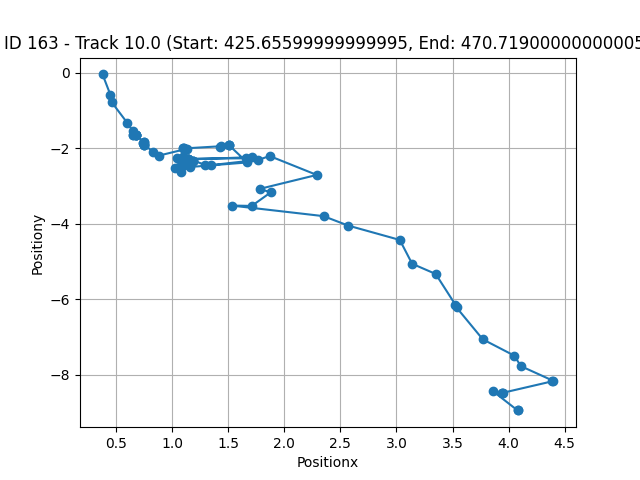 ID 163 - Track 10.0 (Start: 425.65599999999995, End: 470.71900000000005
0
−2
−4
−6
−8
Positiony
0.5 1.0 1.5 2.0 2.5 3.0 3.5 4.0 4.5
Positionx